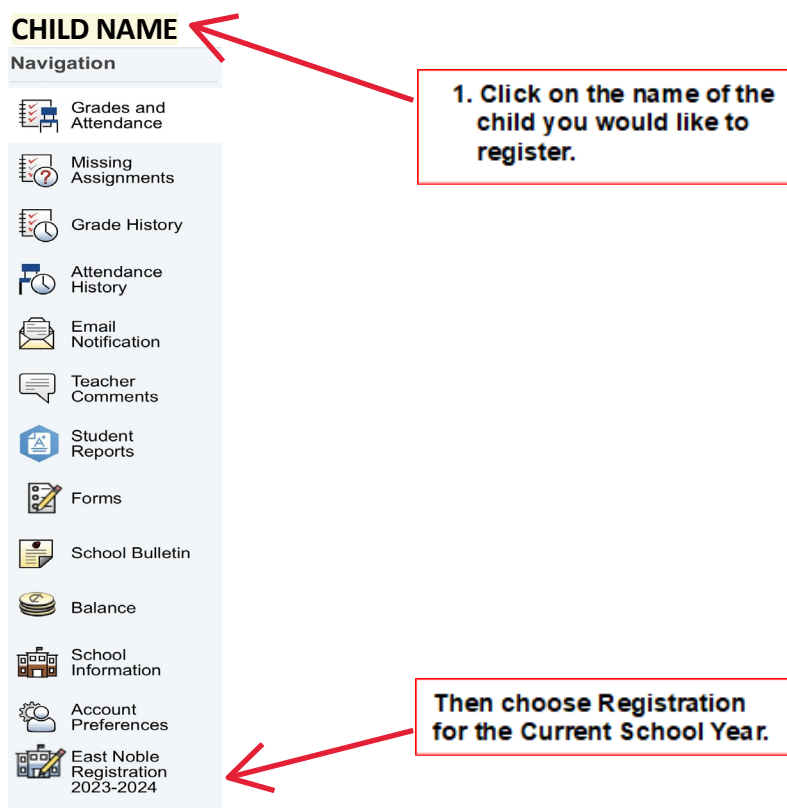 CHILD NAME
Navigation
1. Click on the name of the
child you would like to
register.
Grades and
Attendance
Missing
Assignments
Grade History
Attendance
History
Email
Notification
Teacher
Comments
Student
Reports
Forms
School Bulletin
Balance
School
Information
Account
Preferences
East Noble
Registration
2023-2024
Then choose Registration
for the Current School Year.